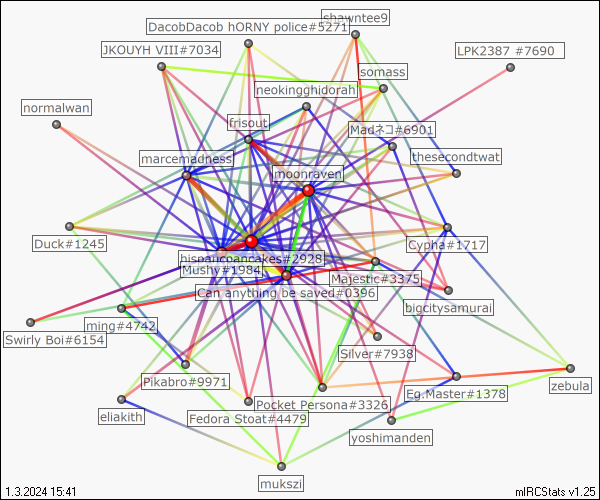 shawntee9
DacobDacob hORNY police#5271
JKOUYH VIII#7034
LPK2387 #7690
somass
neokingghidorah
normalwan
frisout
Madネコ#6901
marcemadness
thesecondtwat
moonraven
Duck#1245
Cypha#1717
hispanicpancakes#2928
Mushy#1984
Majestic#3375
Can anything be saved#0396
bigcitysamurai
ming#4742
Swirly Boi#6154
Silver#7938
Pikabro#9971
zebula
Eg.Master#1378
Pocket Persona#3326
eliakith
Fedora Stoat#4479
yoshimanden
mukszi
1.3.2024 15:41
mIRCStats v1.25